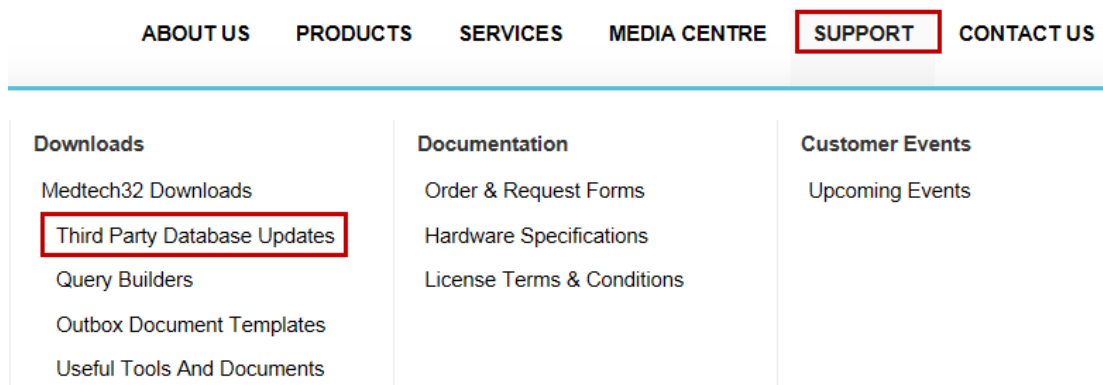 ABOUT US PRODUCTS SERVICES MEDIA CENTRE SUPPORT CONTACT US
Downloads
Medtech32 Downloads
Third Party Database Updates
Query Builders
Outbox Document Templates
Useful Tools And Documents
Documentation
Order & Request Forms
Hardware Specifications
License Terms & Conditions
Customer Events
Upcoming Events